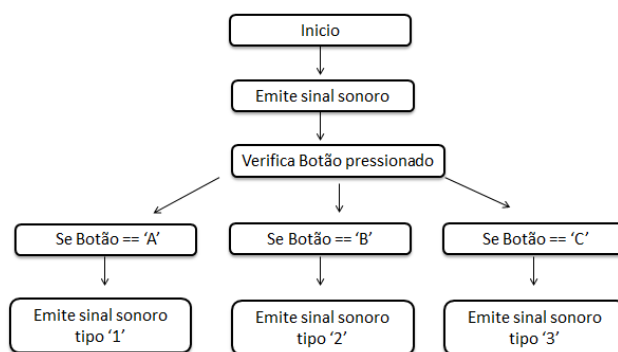 Inicio
Emite sinal sonoro
Verifica Botão pressionado
Se Botão == ‘A’
Se Botão == ‘B’
Se Botão == ‘C’
Emite sinal sonoro
tipo ‘1’
Emite sinal sonoro
tipo ‘2’
Emite sinal sonoro
tipo ‘3’